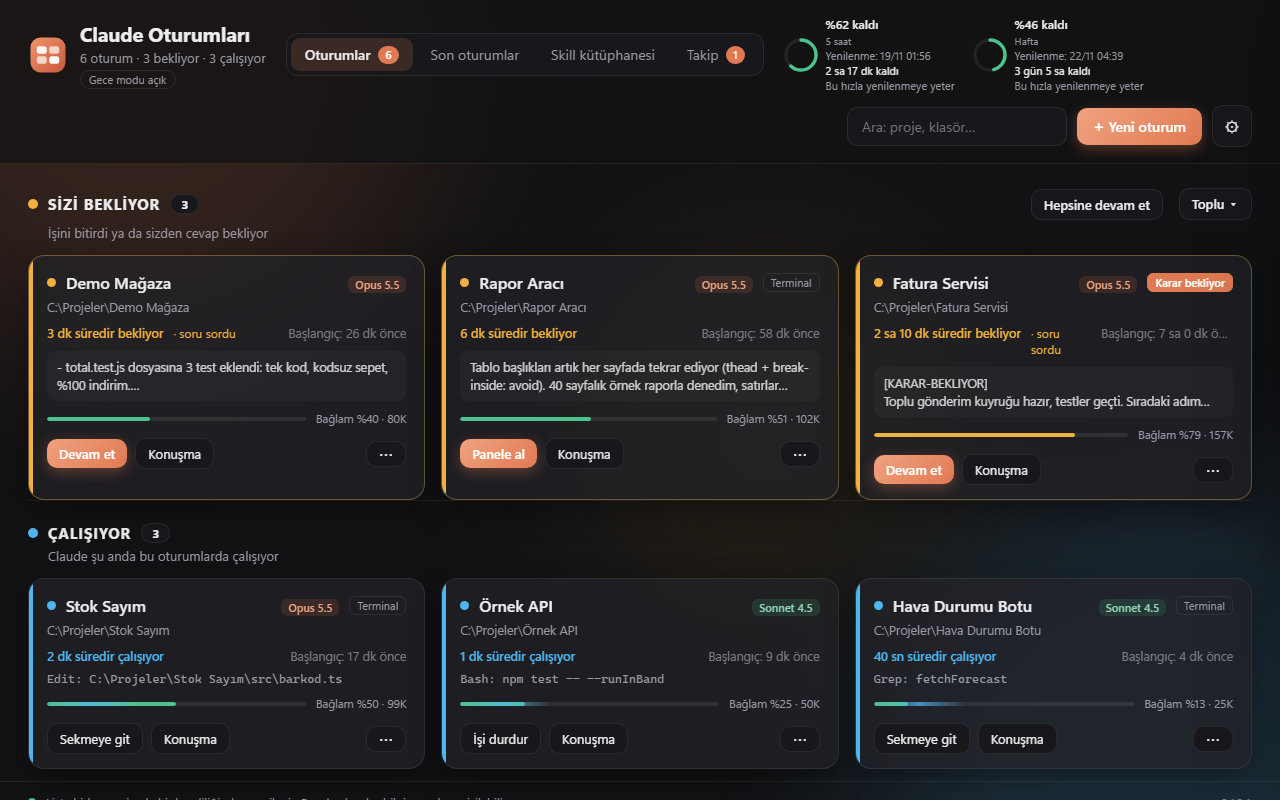 Claude Oturumları
6 oturum · 3 bekliyor · 3 çalışıyor
Gece modu açık
Oturumlar 6
Son oturumlar
Skill kütüphanesi
Takip 1
%62 kaldı
5 saat
Yenilenme: 19/11 01:56
2 sa 17 dk kaldı
Bu hızla yenilenmeye yeter
%46 kaldı
Hafta
Yenilenme: 22/11 04:39
3 gün 5 sa kaldı
Bu hızla yenilenmeye yeter
Ara: proje, klasör...
+ Yeni oturum
SİZİ BEKLİYOR 3
İşini bitirdi ya da sizden cevap bekliyor
Hepsine devam et
Toplu
Demo Mağaza
Opus 5.5
C:\Projeler\Demo Mağaza
3 dk süredir bekliyor · soru sordu
Başlangıç: 26 dk önce
- total.test.js dosyasına 3 test eklendi: tek kod, kodsuz sepet,
%100 indirim....
Bağlam %40 · 80K
Devam et
Konuşma
Rapor Aracı
Opus 5.5
Terminal
C:\Projeler\Rapor Aracı
6 dk süredir bekliyor
Başlangıç: 58 dk önce
Tablo başlıkları artık her sayfada tekrar ediyor (thead + break-
inside: avoid). 40 sayfalık örnek raporla denedim, satırlar...
Bağlam %51 · 102K
Panele al
Konuşma
Fatura Servisi
Opus 5.5
Karar bekliyor
C:\Projeler\Fatura Servisi
2 sa 10 dk süredir bekliyor · soru
sordu
Başlangıç: 7 sa 0 dk ö...
[KARAR-BEKLIYOR]
Toplu gönderim kuyruğu hazır, testler geçti. Sıradaki adım...
Bağlam %79 · 157K
Devam et
Konuşma
ÇALIŞIYOR 3
Claude şu anda bu oturumlarda çalışıyor
Stok Sayım
Opus 5.5
Terminal
C:\Projeler\Stok Sayım
2 dk süredir çalışıyor
Başlangıç: 17 dk önce
Edit: C:\Projeler\Stok Sayım\src\barkod.ts
Bağlam %50 · 99K
Sekmeye git
Konuşma
Örnek API
Sonnet 4.5
C:\Projeler\Örnek API
1 dk süredir çalışıyor
Başlangıç: 9 dk önce
Bash: npm test -- --runInBand
Bağlam %25 · 50K
İşi durdur
Konuşma
Hava Durumu Botu
Sonnet 4.5
Terminal
C:\Projeler\Hava Durumu Botu
40 sn süredir çalışıyor
Başlangıç: 4 dk önce
Grep: fetchForecast
Bağlam %13 · 25K
Sekmeye git
Konuşma